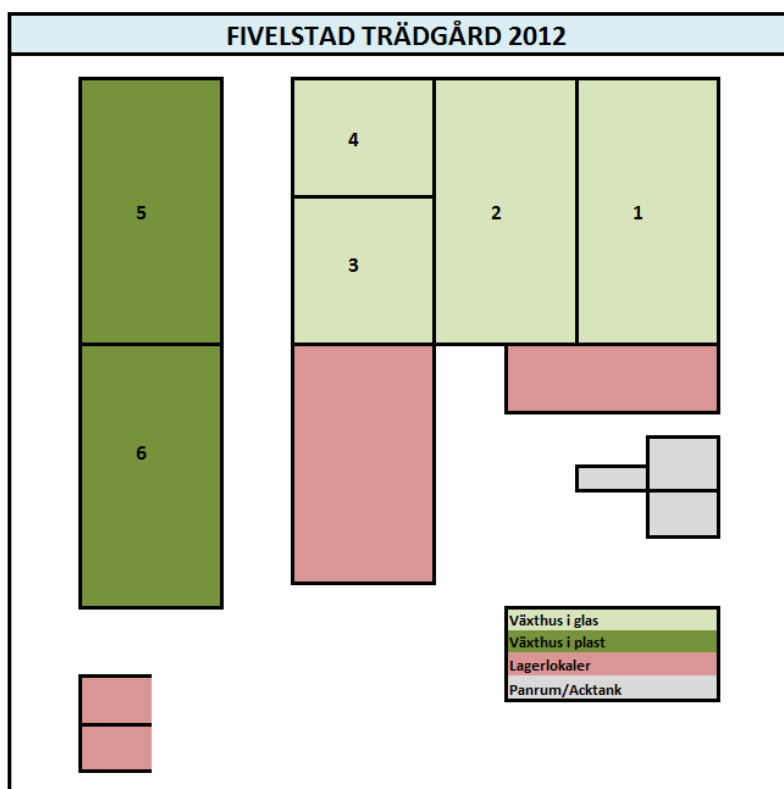 FIVELSTAD TRÄDGÅRD 2012
4
5
2
1
3
6
Växthus i glas
Växthus i plast
Lagerlokaler
Panrum/Acktank